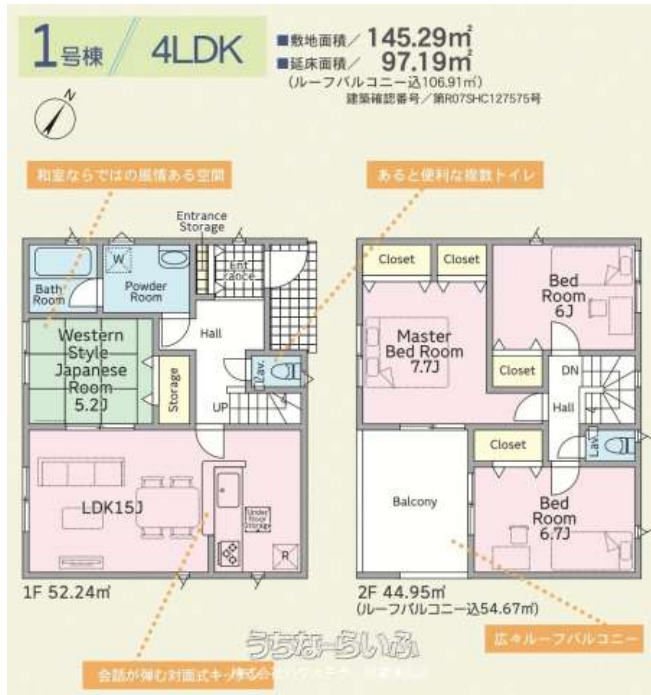 1号棟 4LDK
■敷地面積/ 145.29㎡
■延床面積/ 97.19㎡
(ルーフバルコニー込106.91㎡)
建築確認番号/第R07SHC127575号
N
和室ならではの風情ある空間
あると便利な複数トイレ
Entrance
Storage
W
Bath
Room
Powder
Room
Ent
rance
Hall
Western
Style
Japanese
Room
5.2J
Storage
Lav.
UP
LDK15J
Under
Floor
Storage
R
1F 52.24㎡
Closet
Closet
Bed
Room
6J
Master
Bed Room
7.7J
Closet
DN
Hall
Lav.
Closet
Balcony
Bed
Room
6.7J
2F 44.95㎡
(ルーフバルコニー込54.67㎡)
うちなーらいふ
広々ルーフバルコニー
会話が弾む対面式キッチン